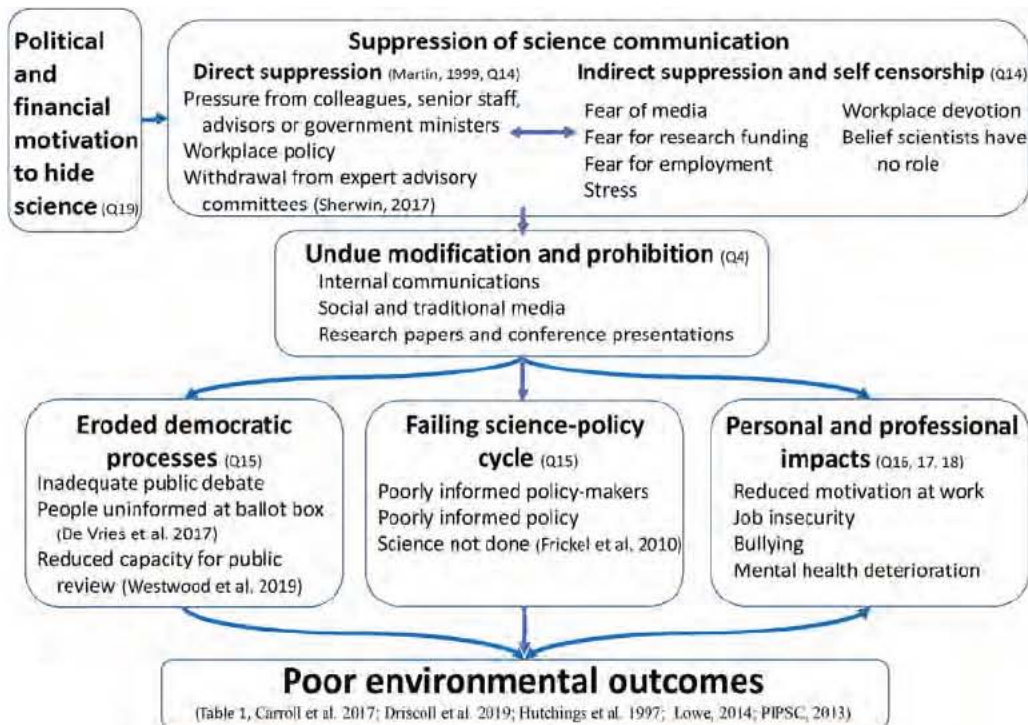 Political
and
financial
motivation
to hide
science (Q19)
Suppression of science communication
Direct suppression (Martin, 1999, Q14)
Pressure from colleagues, senior staff,
advisors or government ministers
Workplace policy
Withdrawal from expert advisory
committees (Sherwin, 2017)
Indirect suppression and self censorship (Q14)
Fear of media
Fear for research funding
Fear for employment
Stress
Workplace devotion
Belief scientists have
no role
Undue modification and prohibition (Q4)
Internal communications
Social and traditional media
Research papers and conference presentations
Eroded democratic
processes (Q15)
Inadequate public debate
People uninformed at ballot box
(De Vries et al. 2017)
Reduced capacity for public
review (Westwood et al. 2019)
Failing science-policy
cycle (Q15)
Poorly informed policy-makers
Poorly informed policy
Science not done (Frickel et al, 2010)
Personal and professional
impacts (Q16, 17, 18)
Reduced motivation at work
Job insecurity
Bullying
Mental health deterioration
Poor environmental outcomes
(Table 1, Carroll et al. 2017; Driscoll et al. 2019; Hutchings et al. 1997; Lowe, 2014; PIPSC, 2013)